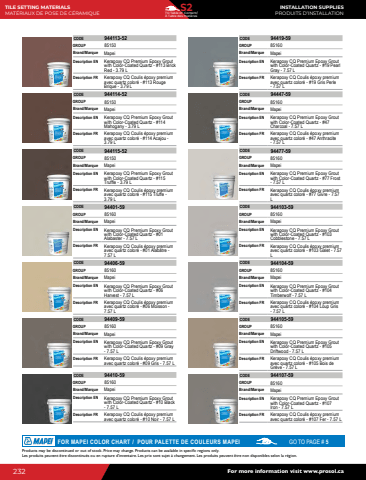 TILE SETTING MATERIALS
MATÉRIAUX DE POSE DE CÉRAMIQUE
S2
INSTALLATION SUPPLIES
PRODUITS D'INSTALLATION
CODE 944113-52
GROUP 85150
Brand/Marque Mapei
Description EN Kerapoxy CQ Premium Epoxy Grout
with Color-Coated Quartz - #113 Brick
Red - 3.79 L
Description FR Kerapoxy CQ Coulis époxy premium
avec quartz coloré - #113 Rouge
Brique - 3.79 L
CODE 944114-52
GROUP 85150
Brand/Marque Mapei
Description EN Kerapoxy CQ Premium Epoxy Grout
with Color-Coated Quartz - #114
Mahogany - 3.79 L
Description FR Kerapoxy CQ Coulis époxy premium
avec quartz coloré - #114 Acajou -
3.79 L
CODE 944115-52
GROUP 85150
Brand/Marque Mapei
Description EN Kerapoxy CQ Premium Epoxy Grout
with Color-Coated Quartz - #115
Truffle - 3.79 L
Description FR Kerapoxy CQ Coulis époxy premium
avec quartz coloré - #115 Truffe -
3.79 L
CODE 94401-59
GROUP 85160
Brand/Marque Mapei
Description EN Kerapoxy CQ Premium Epoxy Grout
with Color-Coated Quartz - #01
Alabaster - 7.57 L
Description FR Kerapoxy CQ Coulis époxy premium
avec quartz coloré - #01 Alabatre -
7.57 L
CODE 94406-59
GROUP 85160
Brand/Marque Mapei
Description EN Kerapoxy CQ Premium Epoxy Grout
with Color-Coated Quartz - #06
Harvest - 7.57 L
Description FR Kerapoxy CQ Coulis époxy premium
avec quartz coloré - #06 Moisson -
7.57 L
CODE 94409-59
GROUP 85160
Brand/Marque Mapei
Description EN Kerapoxy CQ Premium Epoxy Grout
with Color-Coated Quartz - #09 Gray
- 7.57 L
Description FR Kerapoxy CQ Coulis époxy premium
avec quartz coloré - #09 Gris - 7.57 L
CODE 94410-59
GROUP 85160
Brand/Marque Mapei
Description EN Kerapoxy CQ Premium Epoxy Grout
with Color-Coated Quartz - #10 Black
- 7.57 L
Description FR Kerapoxy CQ Coulis époxy premium
avec quartz coloré - #10 Noir - 7.57 L
CODE 94419-59
GROUP 85160
Brand/Marque Mapei
Description EN Kerapoxy CQ Premium Epoxy Grout
with Color-Coated Quartz - #19 Pearl
Gray - 7.57 L
Description FR Kerapoxy CQ Coulis époxy premium
avec quartz coloré - #19 Gris Perle
- 7.57 L
CODE 94447-59
GROUP 85160
Brand/Marque Mapei
Description EN Kerapoxy CQ Premium Epoxy Grout
with Color-Coated Quartz - #47
Charcoal - 7.57 L
Description FR Kerapoxy CQ Coulis époxy premium
avec quartz coloré - #47 Anthracite
- 7.57 L
CODE 94477-59
GROUP 85160
Brand/Marque Mapei
Description EN Kerapoxy CQ Premium Epoxy Grout
with Color-Coated Quartz - #77 Frost
- 7.57 L
Description FR Kerapoxy CQ Coulis époxy premium
avec quartz coloré - #77 Givre - 7.57
L
CODE 944103-59
GROUP 85160
Brand/Marque Mapei
Description EN Kerapoxy CQ Premium Epoxy Grout
with Color-Coated Quartz - #103
Cobblestone - 7.57 L
Description FR Kerapoxy CQ Coulis époxy premium
avec quartz coloré - #103 Galet - 7.57
L
CODE 944104-59
GROUP 85160
Brand/Marque Mapei
Description EN Kerapoxy CQ Premium Epoxy Grout
with Color-Coated Quartz - #104
Timberwolf - 7.57 L
Description FR Kerapoxy CQ Coulis époxy premium
avec quartz coloré - #104 Loup Gris
- 7.57 L
CODE 944105-59
GROUP 85160
Brand/Marque Mapei
Description EN Kerapoxy CQ Premium Epoxy Grout
with Color-Coated Quartz - #105
Driftwood - 7.57 L
Description FR Kerapoxy CQ Coulis époxy premium
avec quartz coloré - #105 Bois de
Grève - 7.57 L
CODE 944107-59
GROUP 85160
Brand/Marque Mapei
Description EN Kerapoxy CQ Premium Epoxy Grout
with Color-Coated Quartz - #107
Iron - 7.57 L
Description FR Kerapoxy CQ Coulis époxy premium
avec quartz coloré - #107 Fer - 7.57 L
MAPEI FOR MAPEI COLOR CHART / POUR PALETTE DE COULEURS MAPEI GO TO PAGE # 5
Products may be discontinued or out of stock. Price may change. Products can be available in specific regions only.
Les produits peuvent être discontinués ou en rupture d'inventaire. Les prix sont sujet à changement. Les produits peuvent être non disponibles selon la région.
232
For more information visit www.prosol.ca